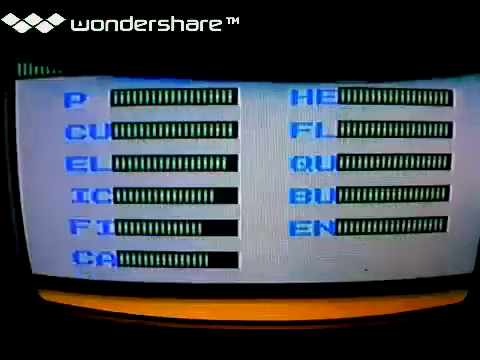 wondershare™
P HE
CU FL
EL QU
IC BU
FI EN
CA